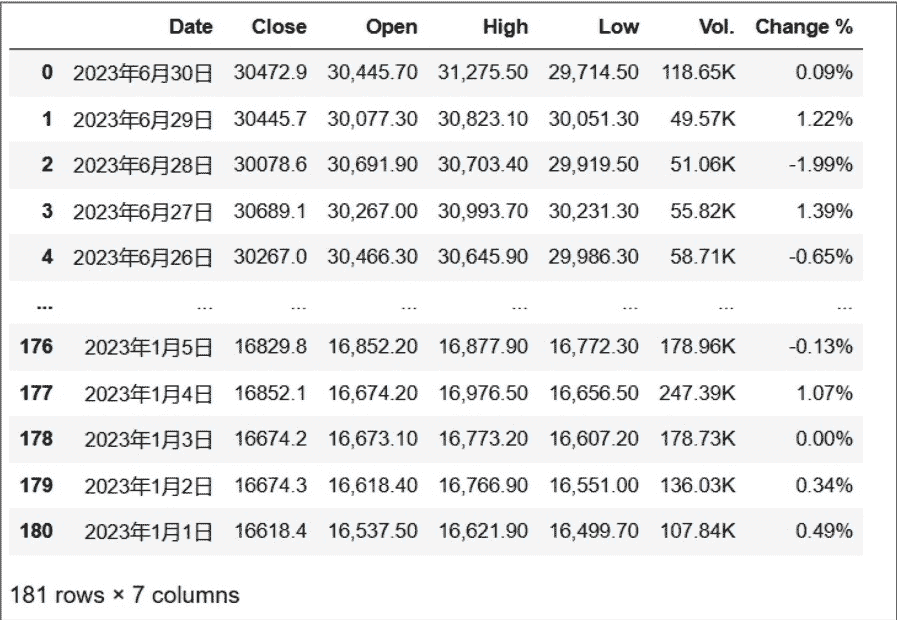 Date Close Open High Low Vol. Change %
0 2023年6月30日 30472.9 30,445.70 31,275.50 29,714.50 118.65K 0.09%
1 2023年6月29日 30445.7 30,077.30 30,823.10 30,051.30 49.57K 1.22%
2 2023年6月28日 30078.6 30,691.90 30,703.40 29,919.50 51.06K -1.99%
3 2023年6月27日 30689.1 30,267.00 30,993.70 30,231.30 55.82K 1.39%
4 2023年6月26日 30267.0 30,466.30 30,645.90 29,986.30 58.71K -0.65%
... ... ... ... ... ... ... ...
176 2023年1月5日 16829.8 16,852.20 16,877.90 16,772.30 178.96K -0.13%
177 2023年1月4日 16852.1 16,674.20 16,976.50 16,656.50 247.39K 1.07%
178 2023年1月3日 16674.2 16,673.10 16,773.20 16,607.20 178.73K 0.00%
179 2023年1月2日 16674.3 16,618.40 16,766.90 16,551.00 136.03K 0.34%
180 2023年1月1日 16618.4 16,537.50 16,621.90 16,499.70 107.84K 0.49%
181 rows × 7 columns